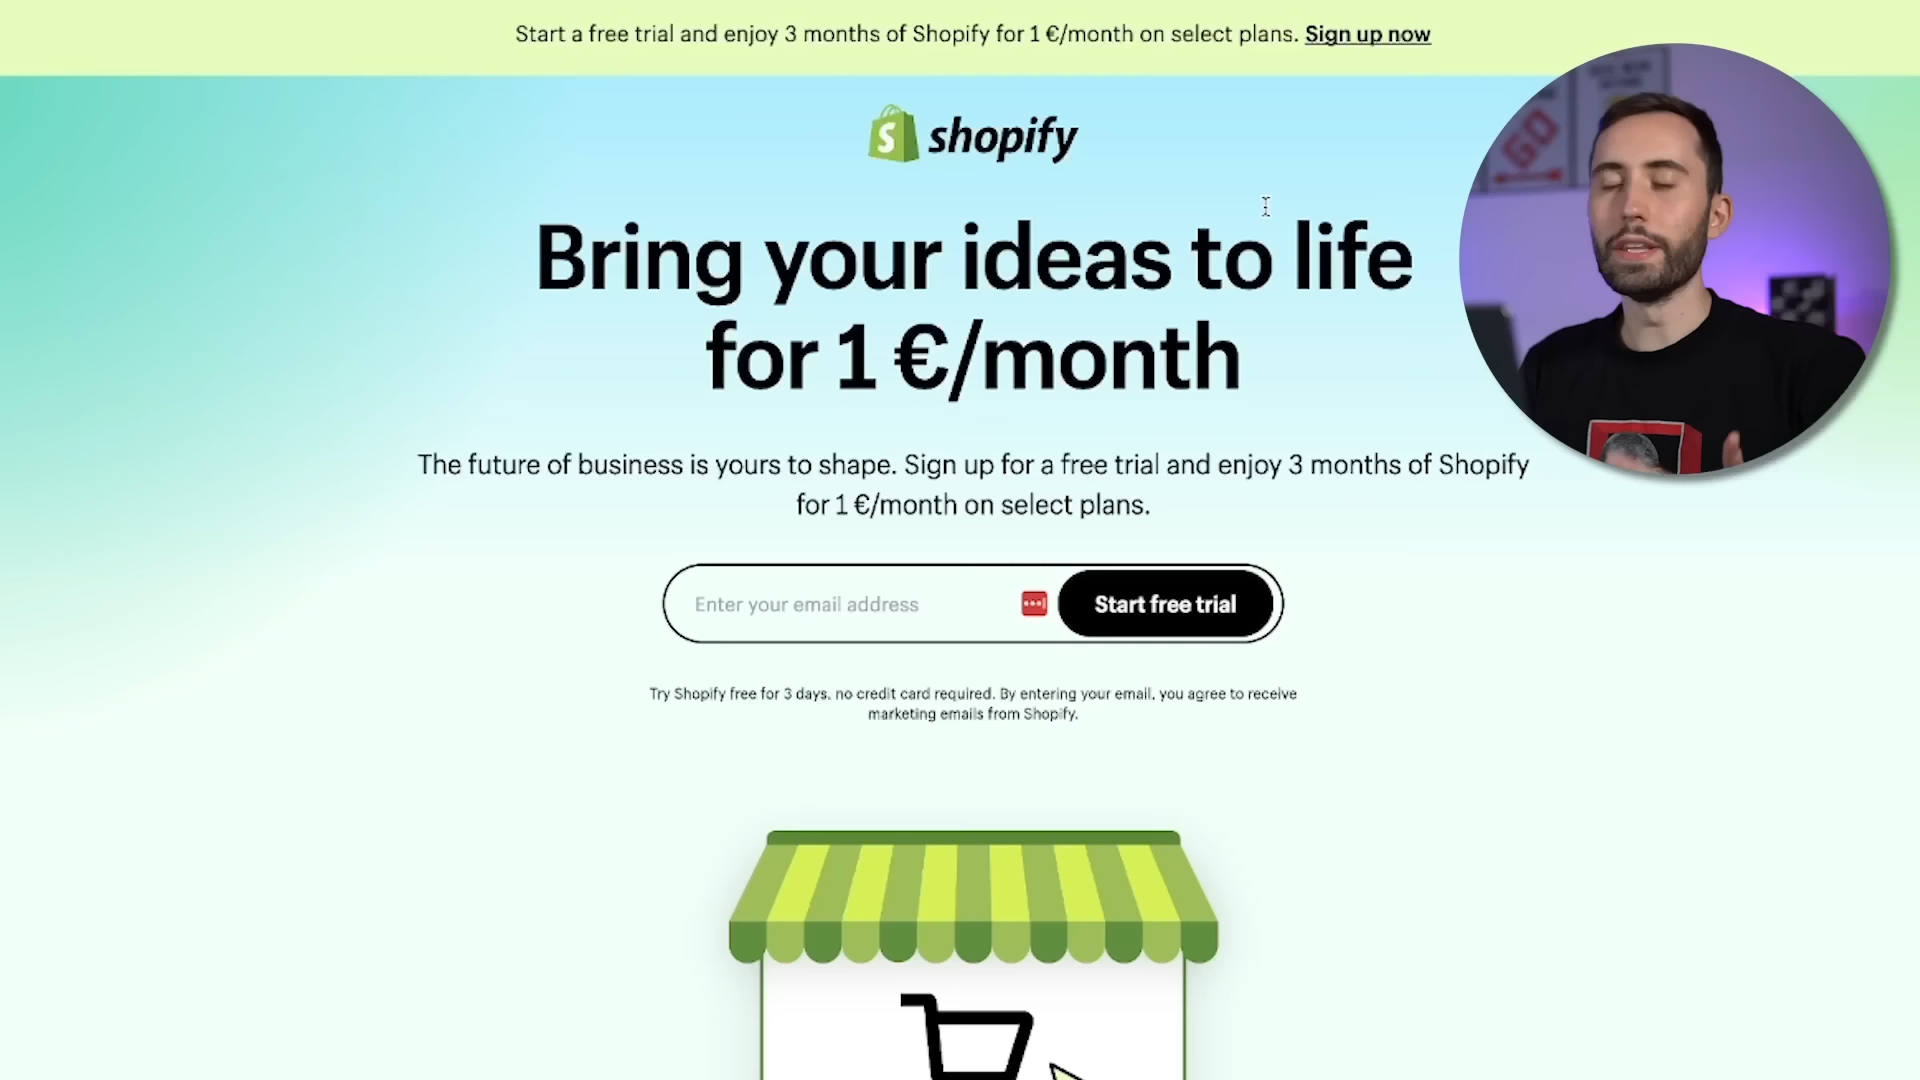 Start a free trial and enjoy 3 months of Shopify for 1 €/month on select plans. Sign up now
shopify
Bring your ideas to life
for 1 €/month
The future of business is yours to shape. Sign up for a free trial and enjoy 3 months of Shopify
for 1 €/month on select plans.
Enter your email address
Start free trial
Try Shopify free for 3 days, no credit card required. By entering your email, you agree to receive
marketing emails from Shopify.
GO